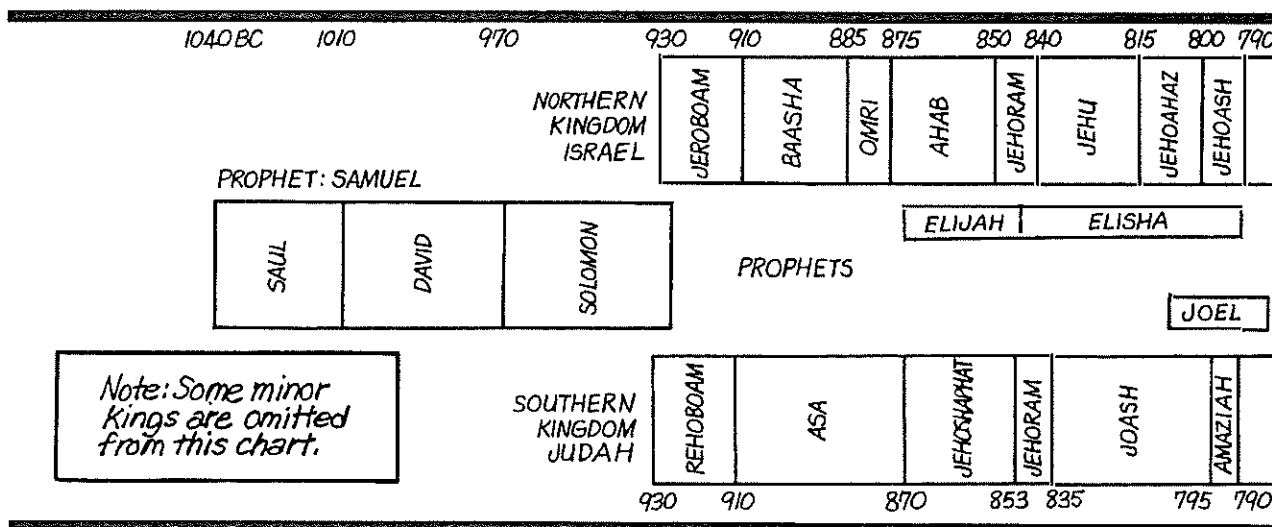 1040 BC 1010 970 930 910 885 875 850 840 815 800 790
NORTHERN
KINGDOM
ISRAEL
JEROBOAM
BAASHA
OMRI
AHAB
JEHORAM
JEHU
JEHOAHAZ
JEHOASH
PROPHET: SAMUEL
SAUL
DAVID
SOLOMON
ELIJAH
ELISHA
PROPHETS
JOEL
Note: Some minor
Kings are omitted
from this chart.
SOUTHERN
KINGDOM
JUDAH
REHOBOAM
ASA
JEHOSHAPHAT
JEHORAM
JOASH
AMAZIAH
930 910 870 853 835 795 790